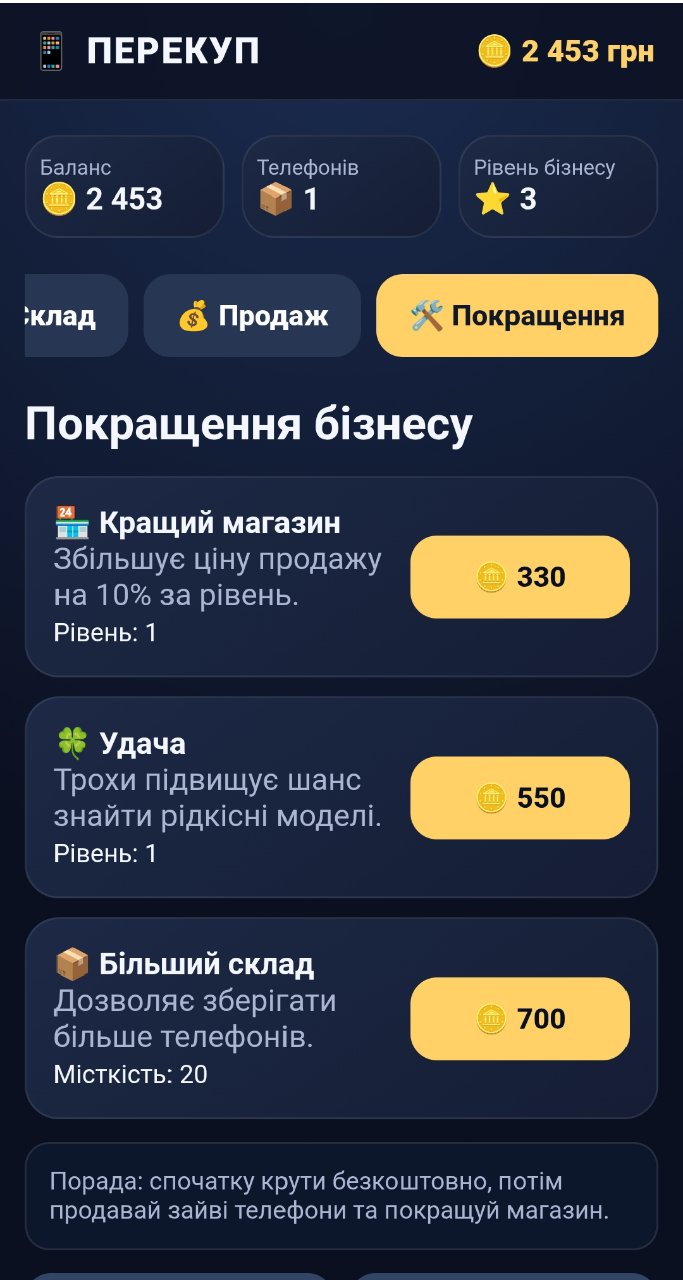 ПЕРЕКУП
2 453 грн
Баланс
2 453
Телефонів
1
Рівень бізнесу
3
Склад
Продаж
Покращення
Покращення бізнесу
24
Кращий магазин
Збільшує ціну продажу
на 10% за рівень.
Рівень: 1
330
Удача
Трохи підвищує шанс
знайти рідкісні моделі.
Рівень: 1
550
Більший склад
Дозволяє зберігати
більше телефонів.
Місткість: 20
700
Порада: спочатку крути безкоштовно, потім
продавай зайві телефони та покращуй магазин.